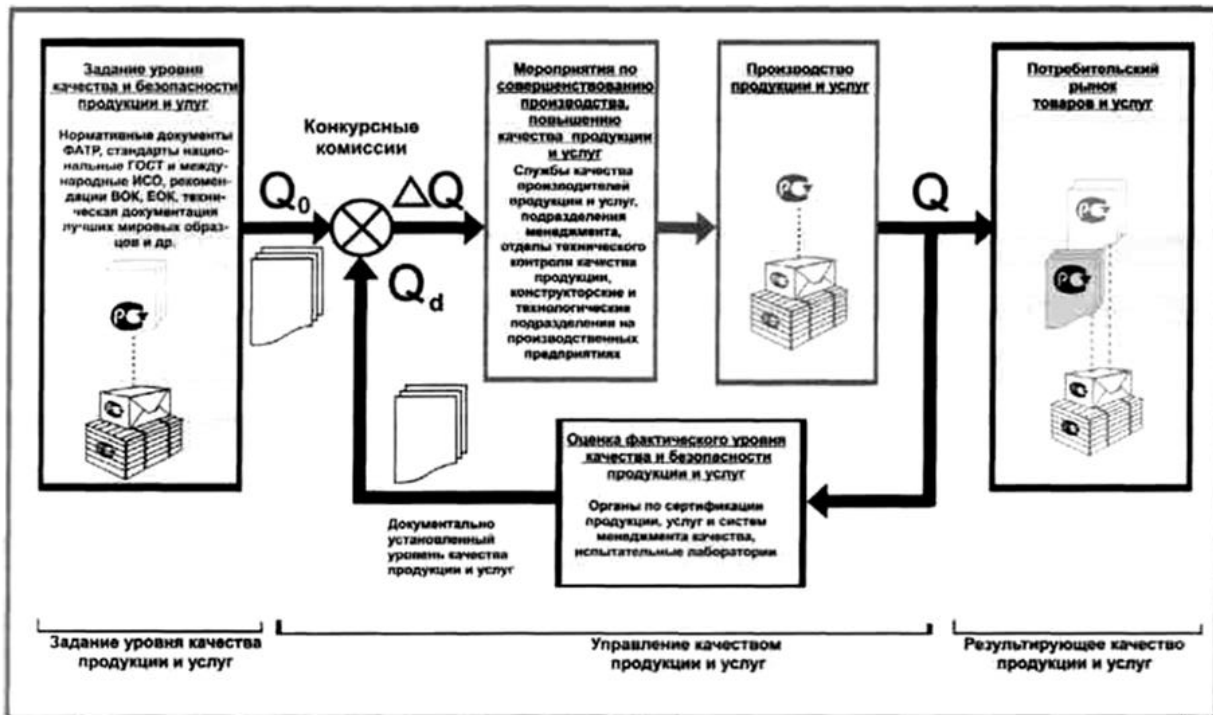 Задание уровня
качества и безопасности
продукции и улуг
Нормативные документы
ФАТР, стандарты нацио-
нальные ГОСТ и между-
народные ИСО, рекомен-
дации ВОК, ЕОК, техни-
ческая документация
лучших мировых образ-
цов и др.
Q0
Конкурсные
комиссии
△Q
Qd
Мероприятия по
совершенствованию
производства,
повышению
качества продукции
и услуг
Службы качества
производителей
продукции и услуг,
подразделения
менеджмента,
отделы технического
контроля качества
продукции,
конструкторские и
технологические
подразделения на
производственных
предприятиях
Производство
продукции и услуг
Q
Потребительский
рынок
товаров и услуг
Оценка фактического уровня
качества и безопасности
продукции и услуг
Органы по сертификации
продукции, услуг и систем
менеджмента качества,
испытательные лаборатории
Документально
установленный
уровень качества
продукции и услуг
Задание уровня качества
продукции и услуг
Управление качеством
продукции и услуг
Результирующее качество
продукции и услуг